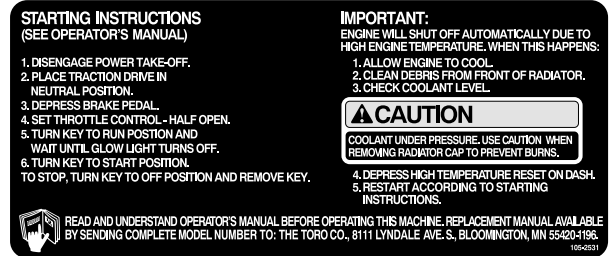 STARTING INSTRUCTIONS
(SEE OPERATOR'S MANUAL)
1. DISENGAGE POWER TAKE-OFF.
2. PLACE TRACTION DRIVE IN
NEUTRAL POSITION.
3. DEPRESS BRAKE PEDAL.
4. SET THROTTLE CONTROL - HALF OPEN.
5. TURN KEY TO RUN POSTION AND
WAIT UNTIL GLOW LIGHT TURNS OFF.
6. TURN KEY TO START POSITION.
TO STOP, TURN KEY TO OFF POSITION AND REMOVE KEY.
IMPORTANT:
ENGINE WILL SHUT OFF AUTOMATICALLY DUE TO
HIGH ENGINE TEMPERATURE. WHEN THIS HAPPENS:
1. ALLOW ENGINE TO COOL.
2. CLEAN DEBRIS FROM FRONT OF RADIATOR.
3. CHECK COOLANT LEVEL.
CAUTION
COOLANT UNDER PRESSURE. USE CAUTION WHEN
REMOVING RADIATOR CAP TO PREVENT BURNS.
4. DEPRESS HIGH TEMPERATURE RESET ON DASH.
5. RESTART ACCORDING TO STARTING
INSTRUCTIONS.
READ AND UNDERSTAND OPERATOR'S MANUAL BEFORE OPERATING THIS MACHINE. REPLACEMENT MANUAL AVAILABLE
BY SENDING COMPLETE MODEL NUMBER TO: THE TORO CO., 8111 LYNDALE AVE. S., BLOOMINGTON, MN 55420-1196.
105-2531